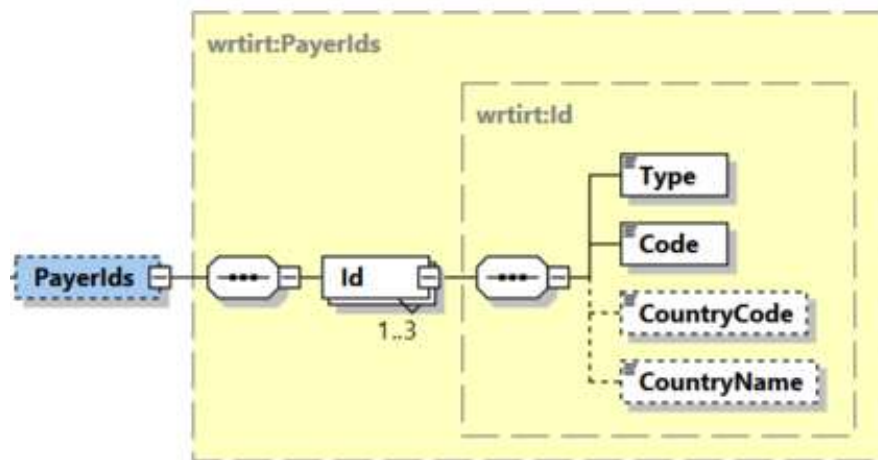 wrtirt:PayerIds
wrtirt:Id
Type
Code
PayerIds
Id
1..3
CountryCode
CountryName